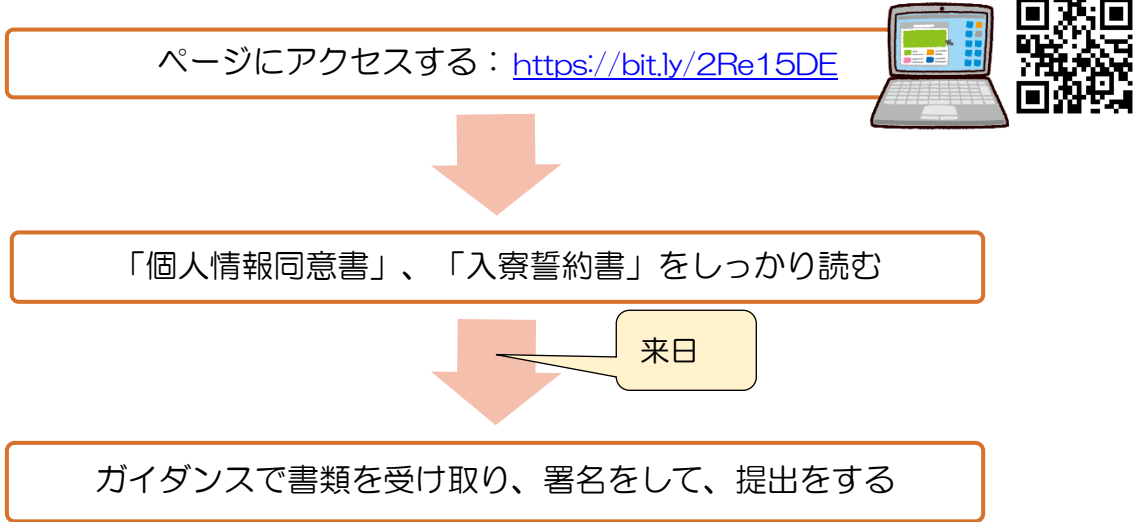 ページにアクセスする：https://bit.ly/2Re15DE
「個人情報同意書」、「入寮誓約書」をしっかり読む
来日
ガイダンスで書類を受け取り、署名をして、提出をする